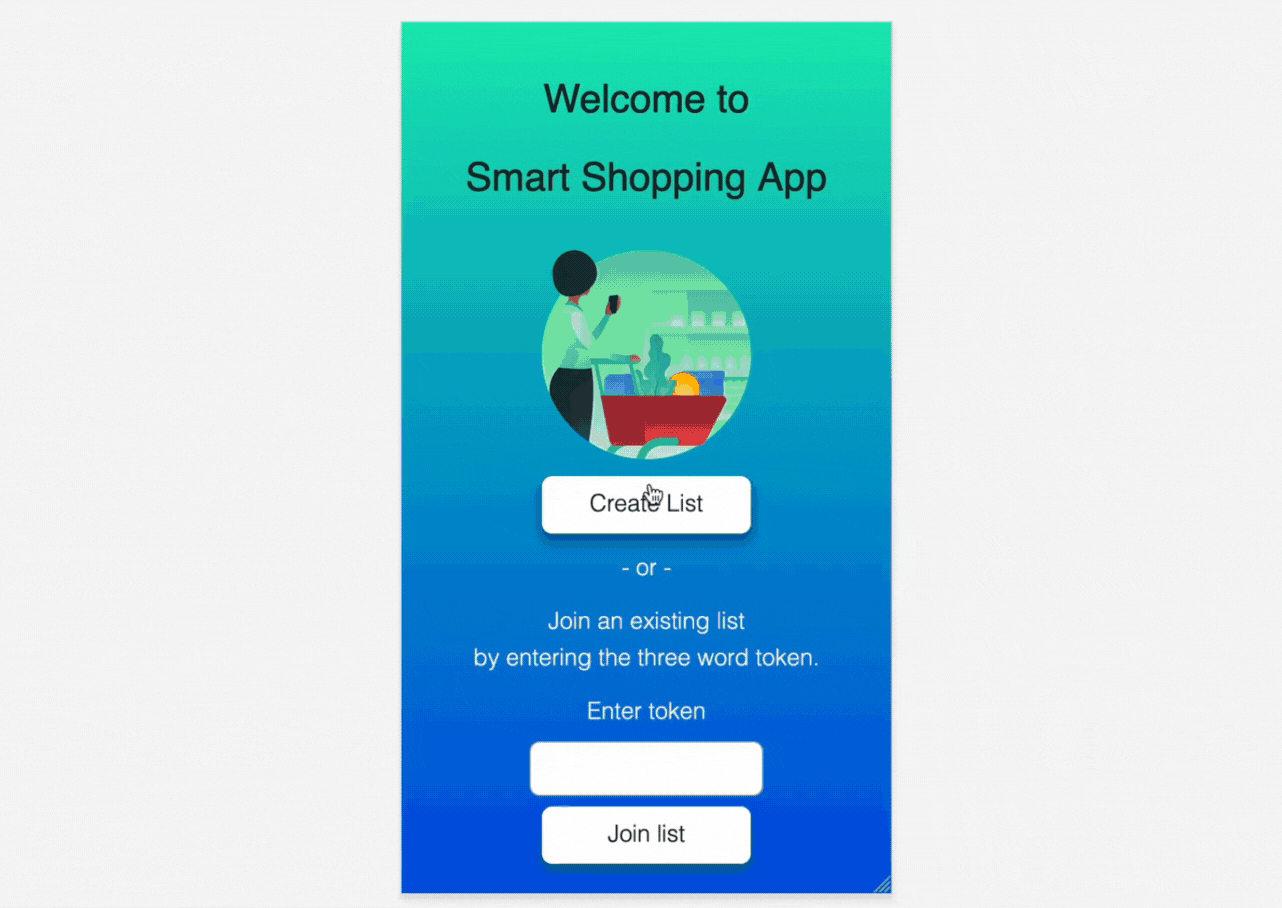 Welcome to
Smart Shopping App
Create List
- or -
Join an existing list
by entering the three word token.
Enter token
Join list